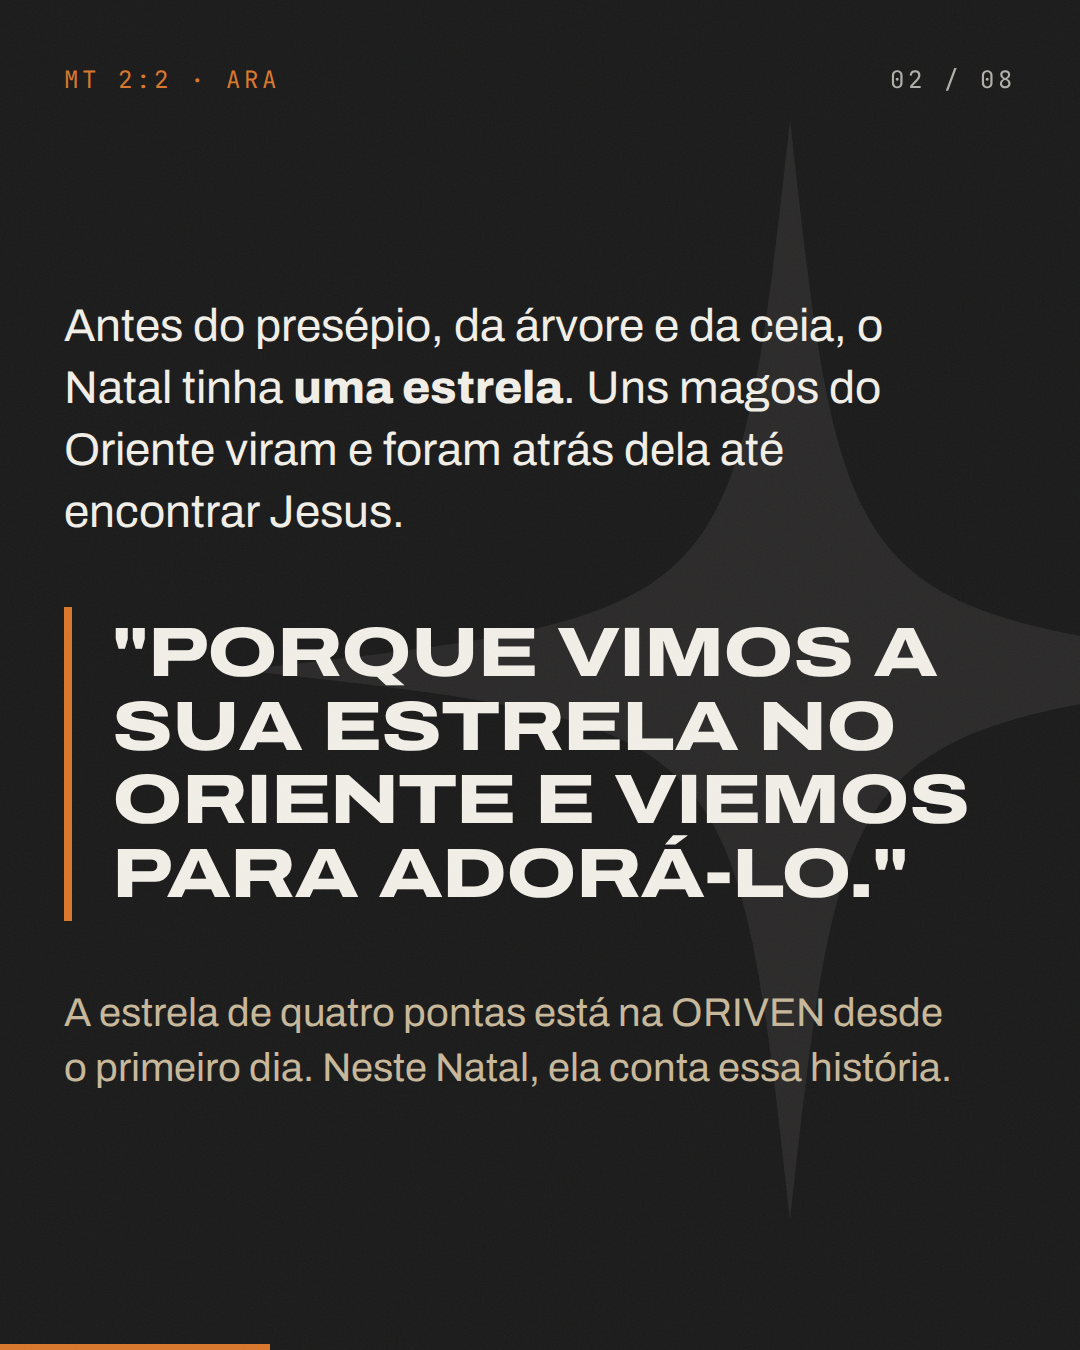 MT 2:2 · ARA
02 / 08
Antes do presépio, da árvore e da ceia, o
Natal tinha uma estrela. Uns magos do
Oriente viram e foram atrás dela até
encontrar Jesus.
"PORQUE VIMOS A
SUA ESTRELA NO
ORIENTE E VIEMOS
PARA ADORÁ-LO."
A estrela de quatro pontas está na ORIVEN desde
o primeiro dia. Neste Natal, ela conta essa história.